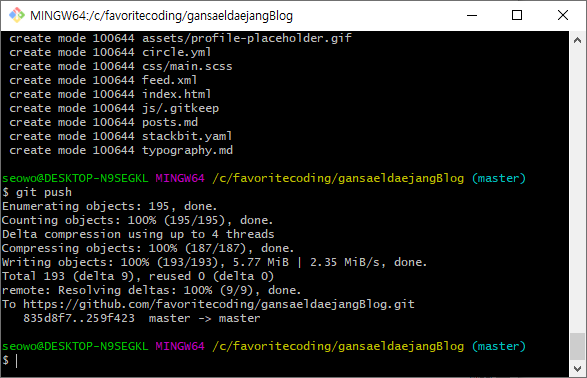 MINGW64:/c/favoritecoding/gansaeldaejangBlog
create mode 100644 assets/profile-placeholder.gif
create mode 100644 circle.yml
create mode 100644 css/main.scss
create mode 100644 feed.xml
create mode 100644 index.html
create mode 100644 js/.gitkeep
create mode 100644 posts.md
create mode 100644 stackbit.yaml
create mode 100644 typography.md
seowo@DESKTOP-N9SEGKL MINGW64 /c/favoritecoding/gansaeldaejangBlog (master)
$ git push
Enumerating objects: 195, done.
Counting objects: 100% (195/195), done.
Delta compression using up to 4 threads
Compressing objects: 100% (187/187), done.
Writing objects: 100% (193/193), 5.77 MiB | 2.35 MiB/s, done.
Total 193 (delta 9), reused 0 (delta 0)
remote: Resolving deltas: 100% (9/9), done.
To https://github.com/favoritecoding/gansaeldaejangBlog.git
835d8f7..259f423  master -> master
seowo@DESKTOP-N9SEGKL MINGW64 /c/favoritecoding/gansaeldaejangBlog (master)
$